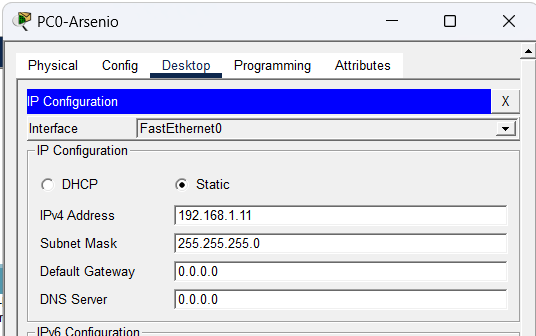 PC0-Arsenio
Physical Config Desktop Programming Attributes
IP Configuration X
Interface FastEthernet0
IP Configuration
DHCP Static
IPv4 Address 192.168.1.11
Subnet Mask 255.255.255.0
Default Gateway 0.0.0.0
DNS Server 0.0.0.0
IPv6 Configuration